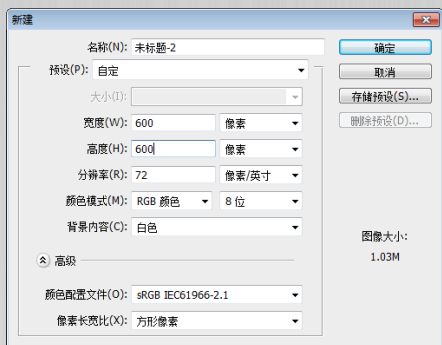 新建
名称(N): 未标题-2
确定
预设(P): 自定
取消
大小(I):
存储预设(S)...
宽度(W): 600 像素
删除预设(D)...
高度(H): 600 像素
分辨率(R): 72 像素/英寸
颜色模式(M): RGB 颜色 8 位
背景内容(C): 白色
图像大小:
1.03M
高级
颜色配置文件(O): sRGB IEC61966-2.1
像素长宽比(X): 方形像素